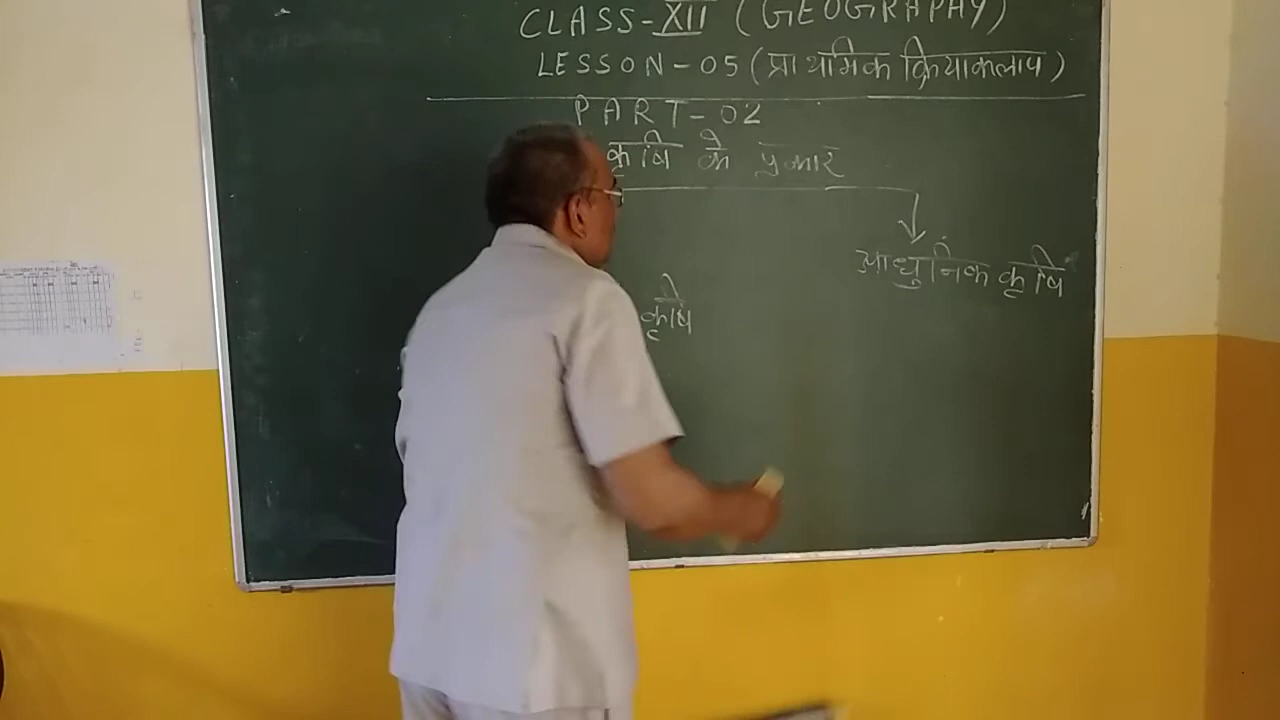 CLASS-XII (GEOGRAPHY)
LESSON-05 (प्राथमिक क्रियाकलाप)
PART-02
कृषि के प्रकार
आधुनिक कृषि
कृषि